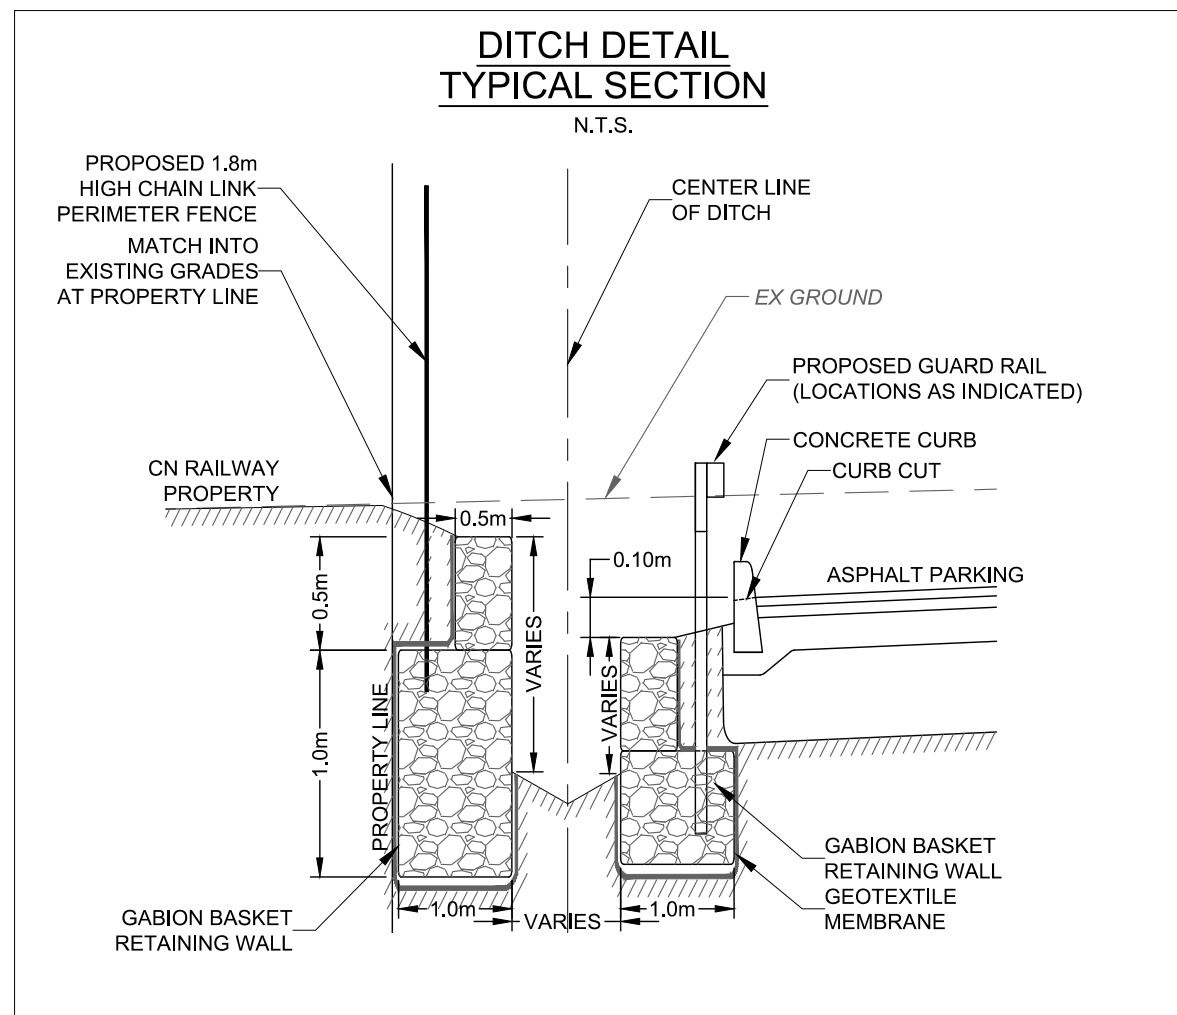 DITCH DETAIL
TYPICAL SECTION
N.T.S.
PROPOSED 1.8m
HIGH CHAIN LINK
PERIMETER FENCE
MATCH INTO
EXISTING GRADES
AT PROPERTY LINE
CENTER LINE
OF DITCH
EX GROUND
PROPOSED GUARD RAIL
(LOCATIONS AS INDICATED)
CONCRETE CURB
CURB CUT
CN RAILWAY
PROPERTY
0.5m
0.10m
ASPHALT PARKING
0.5m
VARIES
VARIES
1.0m
PROPERTY LINE
GABION BASKET
RETAINING WALL
GEOTEXTILE
MEMBRANE
1.0m
VARIES
1.0m
GABION BASKET
RETAINING WALL